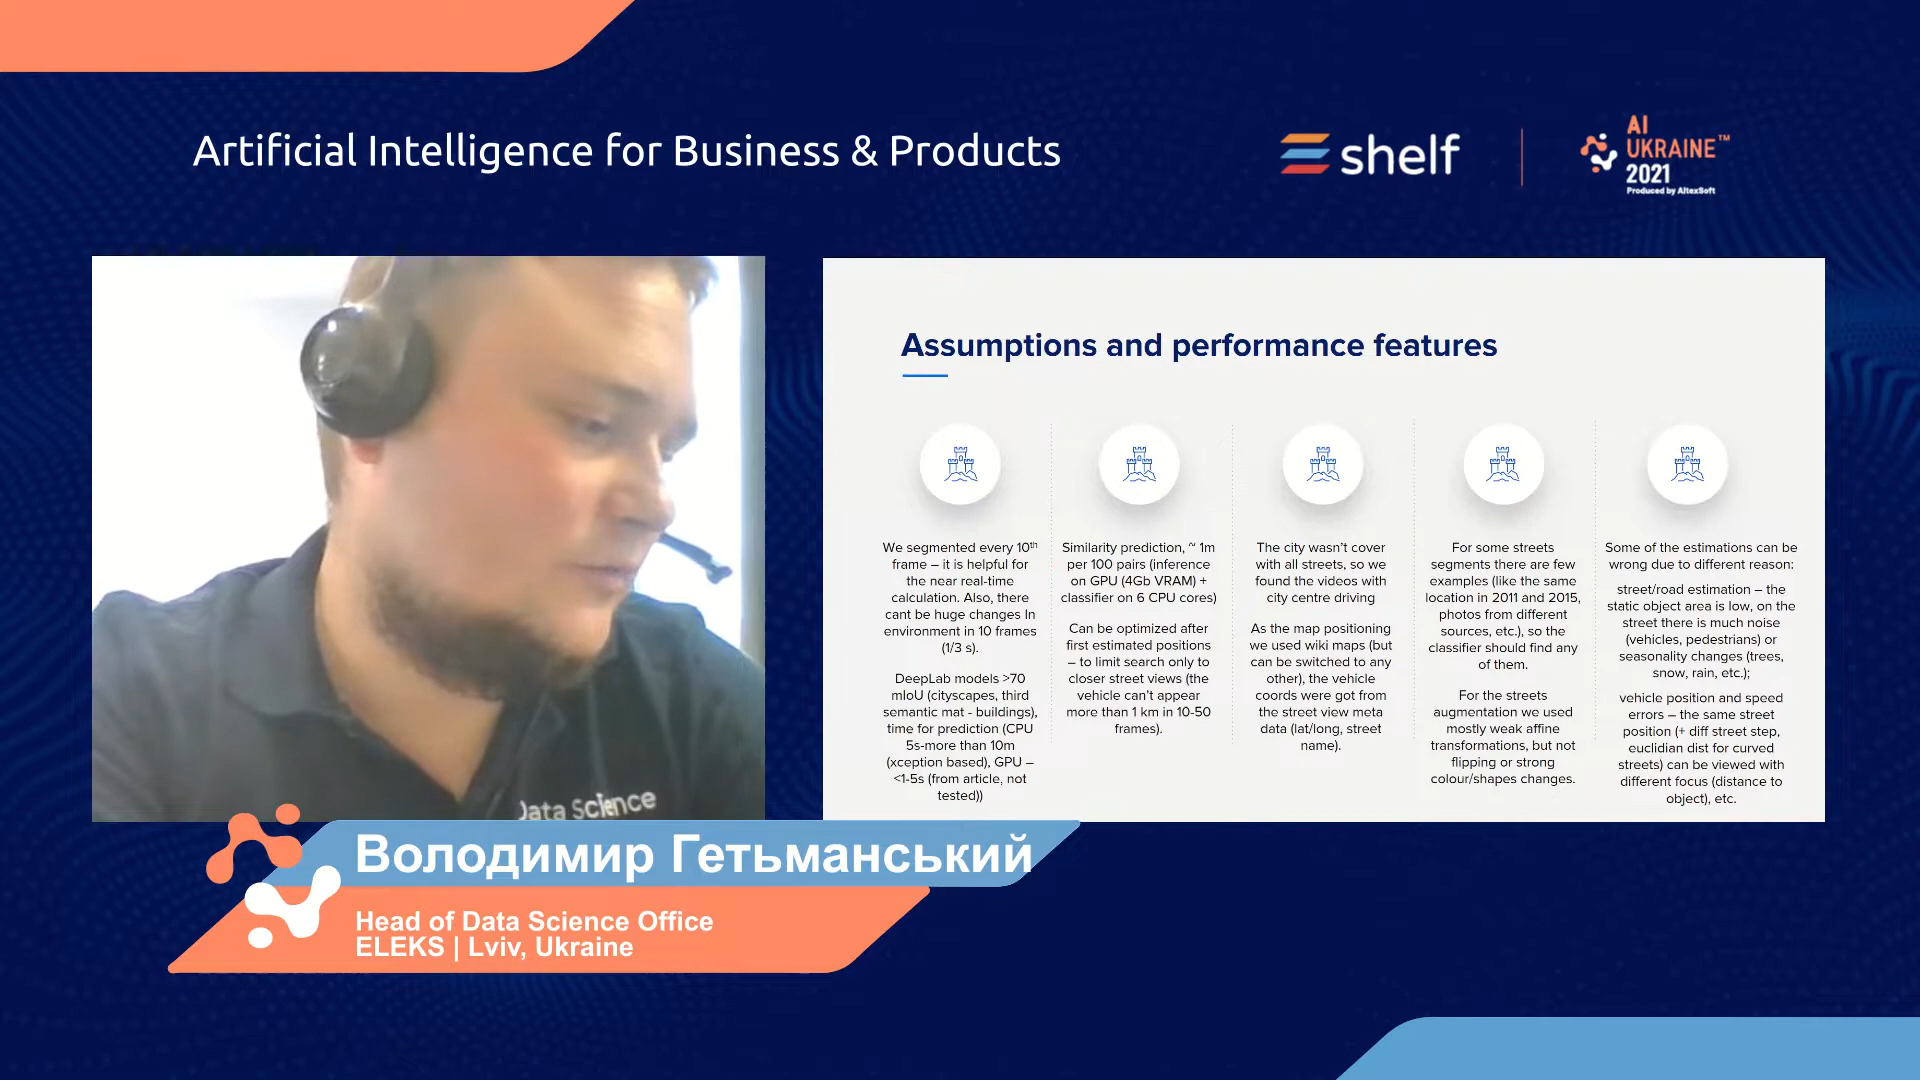 Artificial Intelligence for Business & Products
shelf
AI
UKRAINE™
2021
Produced by AltexSoft
Assumptions and performance features
We segmented every 10th
frame – it is helpful for
the near real-time
calculation. Also, there
cant be huge changes In
environment in 10 frames
(1/3 s).
DeepLab models >70
mIoU (cityscapes, third
semantic mat - buildings),
time for prediction (CPU
5s-more than 10m
(xception based), GPU –
<1-5s (from article, not
tested))
Similarity prediction, ~ 1m
per 100 pairs (inference
on GPU (4Gb VRAM) +
classifier on 6 CPU cores)
Can be optimized after
first estimated positions
– to limit search only to
closer street views (the
vehicle can't appear
more than 1 km in 10-50
frames).
The city wasn't cover
with all streets, so we
found the videos with
city centre driving
As the map positioning
we used wiki maps (but
can be switched to any
other), the vehicle
coords were got from
the street view meta
data (lat/long, street
name).
For some streets
segments there are few
examples (like the same
location in 2011 and 2015,
photos from different
sources, etc.), so the
classifier should find any
of them.
For the streets
augmentation we used
mostly weak affine
transformations, but not
flipping or strong
colour/shapes changes.
Some of the estimations can be
wrong due to different reason:
street/road estimation – the
static object area is low, on the
street there is much noise
(vehicles, pedestrians) or
seasonality changes (trees,
snow, rain, etc.);
vehicle position and speed
errors – the same street
position (+ diff street step,
euclidian dist for curved
streets) can be viewed with
different focus (distance to
object), etc.
Data Science
Володимир Гетьманський
Head of Data Science Office
ELEKS | Lviv, Ukraine